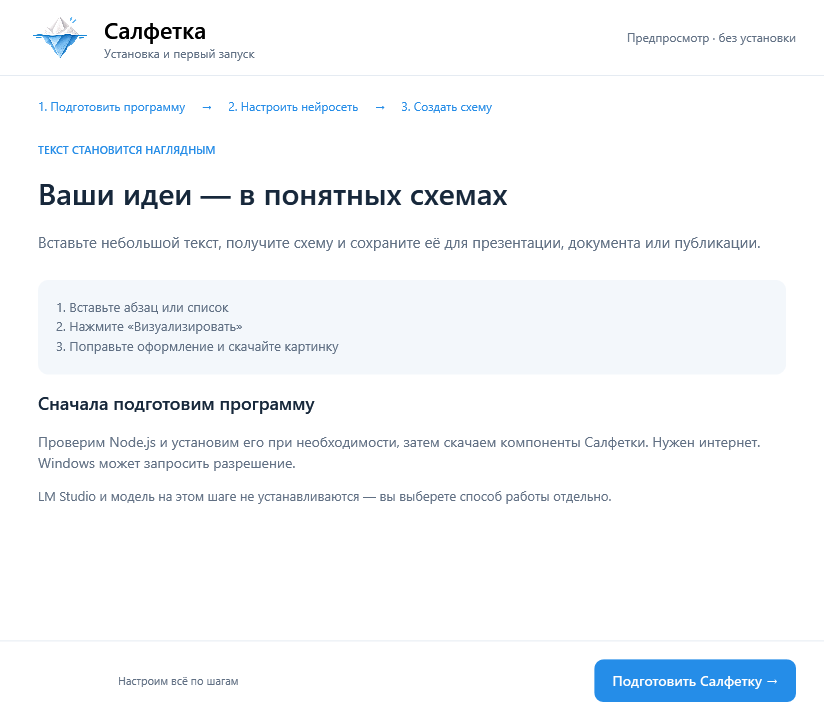 Салфетка
Установка и первый запуск
Предпросмотр · без установки
1. Подготовить программу → 2. Настроить нейросеть → 3. Создать схему
ТЕКСТ СТАНОВИТСЯ НАГЛЯДНЫМ
Ваши идеи — в понятных схемах
Вставьте небольшой текст, получите схему и сохраните её для презентации, документа или публикации.
1. Вставьте абзац или список
2. Нажмите «Визуализировать»
3. Поправьте оформление и скачайте картинку
Сначала подготовим программу
Проверим Node.js и установим его при необходимости, затем скачаем компоненты Салфетки. Нужен интернет.
Windows может запросить разрешение.
LM Studio и модель на этом шаге не устанавливаются — вы выберете способ работы отдельно.
Настроим всё по шагам
Подготовить Салфетку →